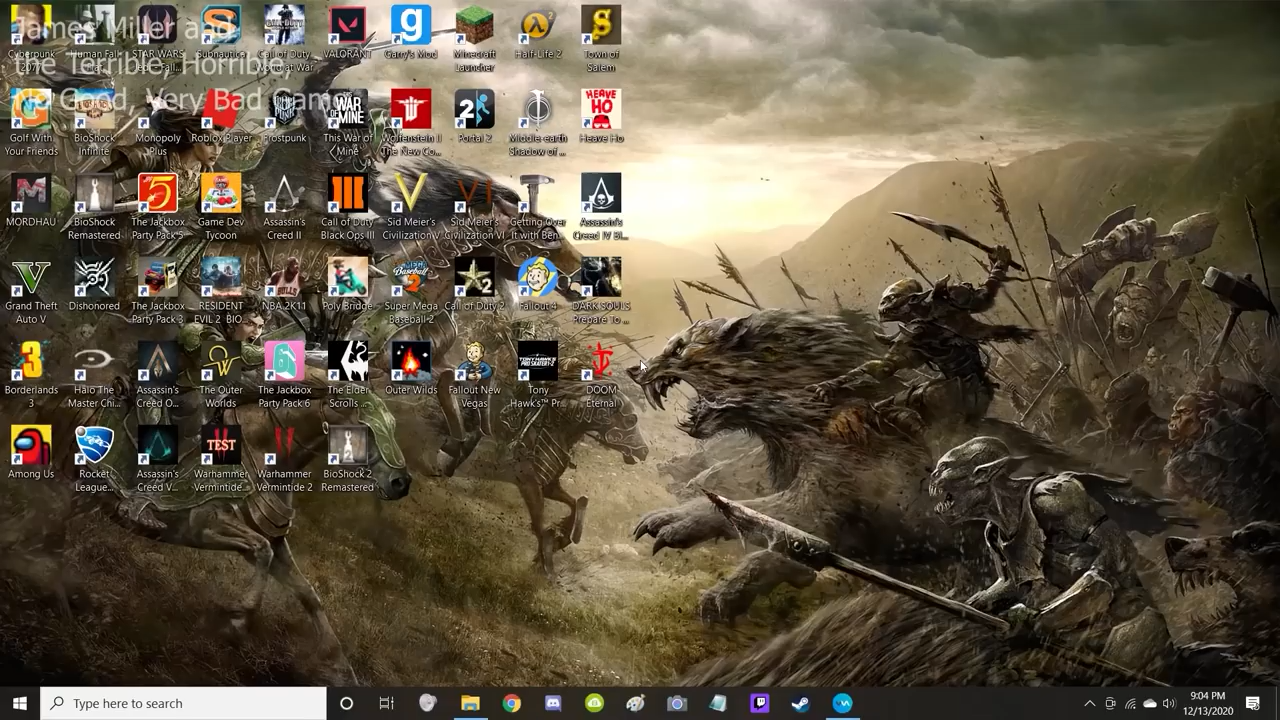 James Miller and
the Terrible, Horrible,
No Good, Very Bad Game
Cyberpunk 2077
Human Fall
STAR WARS
Subnautica
Call of Duty World at War
VALORANT
Garry's Mod
Minecraft Launcher
Half-Life 2
Town of Salem
Golf With Your Friends
BioShock Infinite
Monopoly Plus
Roblox Player
Frostpunk
This War of Mine
Wolfenstein II The New Co...
Portal 2
Middle-earth Shadow of ...
Heave Ho
MORDHAU
BioShock Remastered
The Jackbox Party Pack 5
Game Dev Tycoon
Assassin's Creed II
Call of Duty Black Ops III
Sid Meier's Civilization V
Sid Meier's Civilization VI
Getting Over It with Ben...
Assassin's Creed IV Bl...
Grand Theft Auto V
Dishonored
The Jackbox Party Pack 3
RESIDENT EVIL 2 BIO...
NBA 2K11
Poly Bridge
Super Mega Baseball 2
Call of Duty 2
Fallout 4
DARK SOULS Prepare To ...
Borderlands 3
Halo The Master Chi...
Assassin's Creed O...
The Outer Worlds
The Jackbox Party Pack 6
The Elder Scrolls ...
Outer Wilds
Fallout New Vegas
Tony Hawk's™ Pr...
DOOM Eternal
Among Us
Rocket League...
Assassin's Creed V...
Warhammer Vermintide...
Warhammer Vermintide 2
BioShock 2 Remastered
Type here to search
9:04 PM
12/13/2020